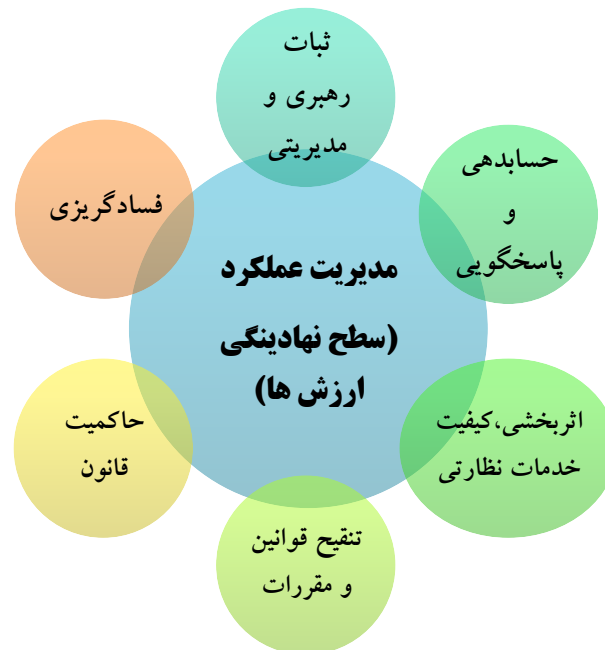 ثبات
رهبری و
مدیریتی
حسابدهی
و
پاسخگویی
اثربخشی،کیفیت
خدمات نظارتی
تنقیح قوانین
و مقررات
حاکمیت
قانون
فسادگریزی
مدیریت عملکرد
(سطح نهادینگی
ارزش ها)